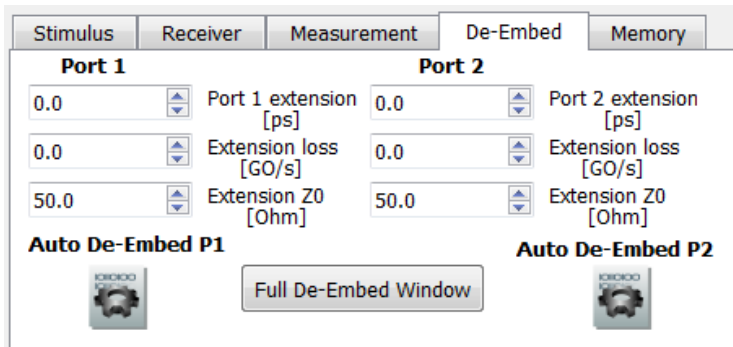 Stimulus Receiver Measurement De-Embed Memory
Port 1 Port 2
0.0 Port 1 extension [ps] 0.0 Port 2 extension [ps]
0.0 Extension loss [GO/s] 0.0 Extension loss [GO/s]
50.0 Extension Z0 [Ohm] 50.0 Extension Z0 [Ohm]
Auto De-Embed P1 Auto De-Embed P2
Full De-Embed Window